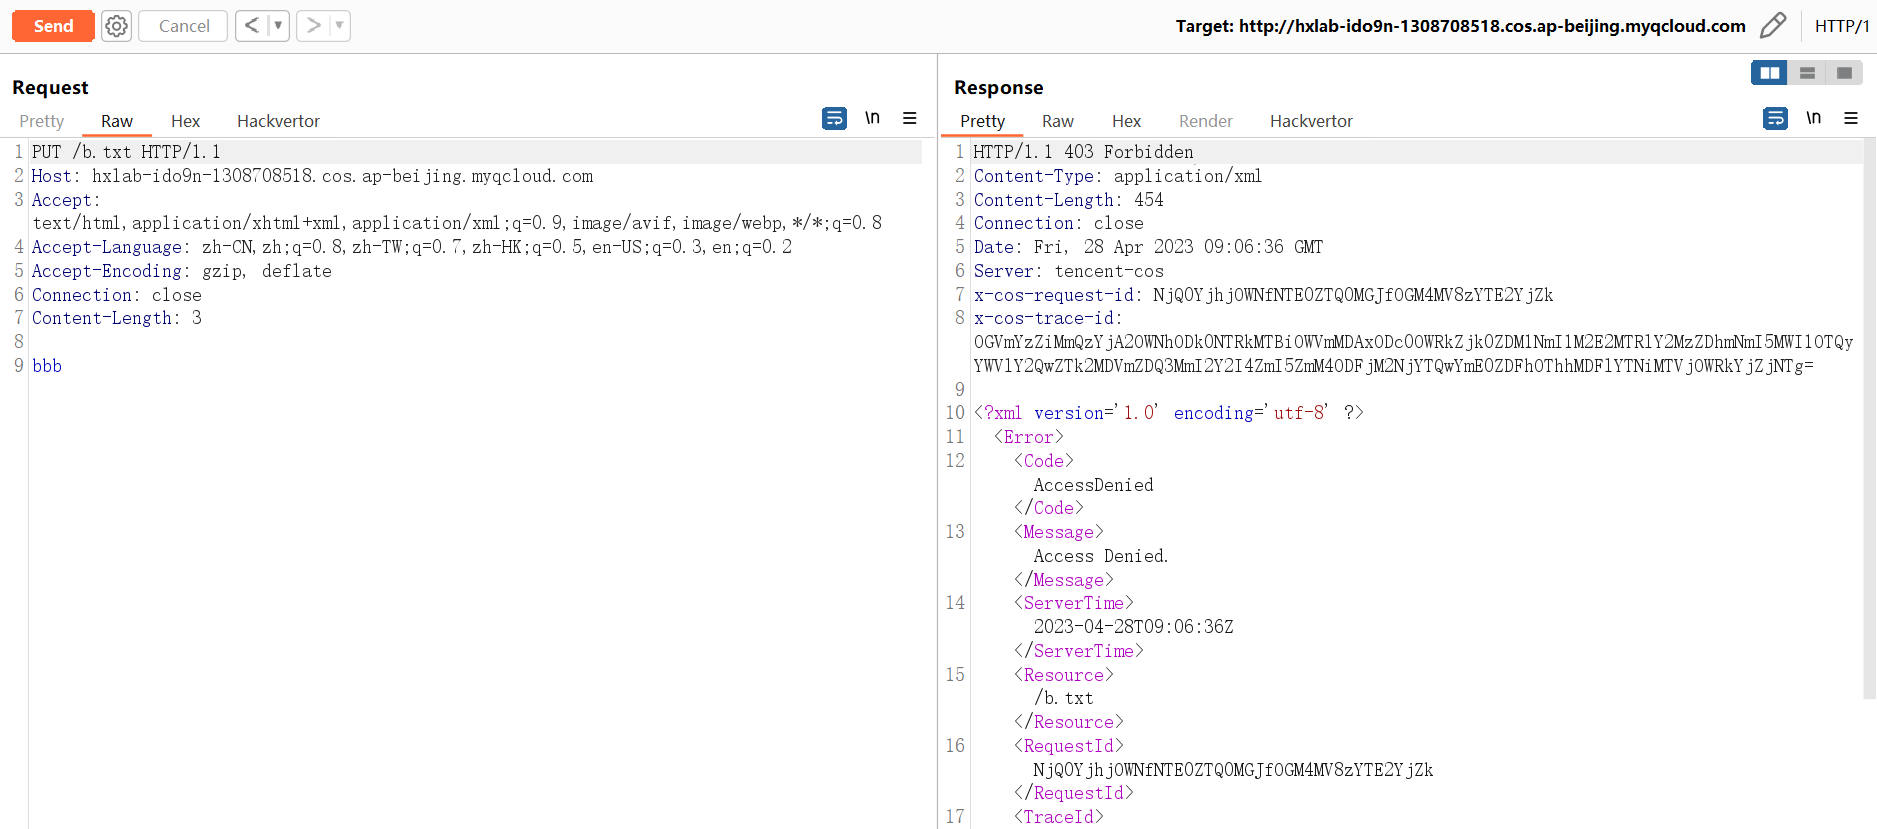 Send
Cancel
Target: http://hxlab-ido9n-1308708518.cos.ap-beijing.myqcloud.com
HTTP/1
Request
Pretty Raw Hex Hackvertor
\n
1 PUT /b.txt HTTP/1.1
2 Host: hxlab-ido9n-1308708518.cos.ap-beijing.myqcloud.com
3 Accept:
text/html,application/xhtml+xml,application/xml;q=0.9,image/avif,image/webp,*/*;q=0.8
4 Accept-Language: zh-CN,zh;q=0.8,zh-TW;q=0.7,zh-HK;q=0.5,en-US;q=0.3,en;q=0.2
5 Accept-Encoding: gzip, deflate
6 Connection: close
7 Content-Length: 3
8
9 bbb
Response
Pretty Raw Hex Render Hackvertor
\n
1 HTTP/1.1 403 Forbidden
2 Content-Type: application/xml
3 Content-Length: 454
4 Connection: close
5 Date: Fri, 28 Apr 2023 09:06:36 GMT
6 Server: tencent-cos
7 x-cos-request-id: NjQ0YjhjOWNfNTE0ZTQ0MGJfOGM4MV8zYTE2YjZk
8 x-cos-trace-id:
9
10 <?xml version='1.0' encoding='utf-8' ?>
11 <Error>
12 <Code>
AccessDenied
</Code>
13 <Message>
Access Denied.
</Message>
14 <ServerTime>
2023-04-28T09:06:36Z
</ServerTime>
15 <Resource>
/b.txt
</Resource>
16 <RequestId>
NjQ0YjhjOWNfNTE0ZTQ0MGJfOGM4MV8zYTE2YjZk
</RequestId>
17 <TraceId>